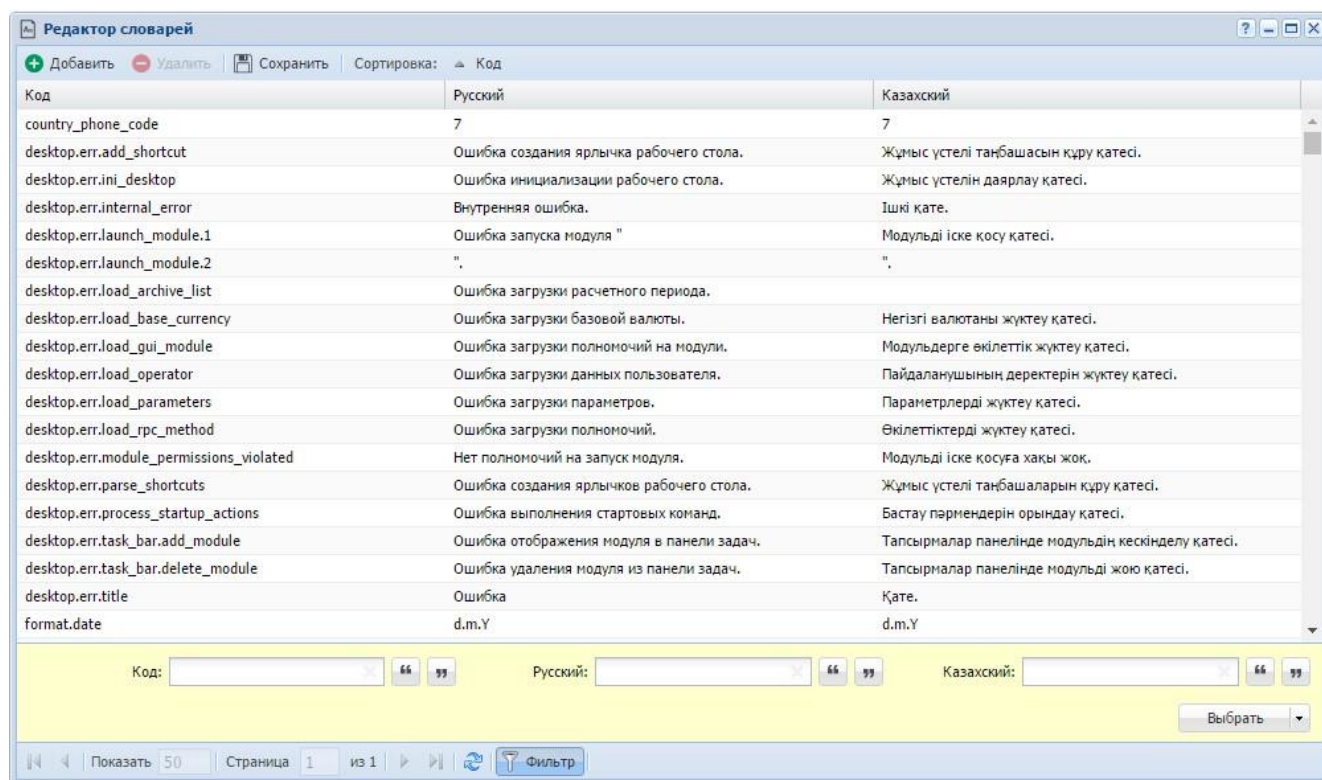 Редактор словарей
Добавить Удалить Сохранить Сортировка: Код
Код Русский Казахский
country_phone_code 7 7
desktop.err.add_shortcut Ошибка создания ярлычка рабочего стола. Жұмыс үстелі таңбашасын құру қатесі.
desktop.err.ini_desktop Ошибка инициализации рабочего стола. Жұмыс үстелін даярлау қатесі.
desktop.err.internal_error Внутренняя ошибка. Ішкі қате.
desktop.err.launch_module.1 Ошибка запуска модуля " Модульді іске қосу қатесі.
desktop.err.launch_module.2 ". ".
desktop.err.load_archive_list Ошибка загрузки расчетного периода.
desktop.err.load_base_currency Ошибка загрузки базовой валюты. Негізгі валютаны жүктеу қатесі.
desktop.err.load_gui_module Ошибка загрузки полномочий на модули. Модульдерге өкілеттік жүктеу қатесі.
desktop.err.load_operator Ошибка загрузки данных пользователя. Пайдаланушының деректерін жүктеу қатесі.
desktop.err.load_parameters Ошибка загрузки параметров. Параметрлерді жүктеу қатесі.
desktop.err.load_rpc_method Ошибка загрузки полномочий. Өкілеттіктерді жүктеу қатесі.
desktop.err.module_permissions_violated Нет полномочий на запуск модуля. Модульді іске қосуға хақы жоқ.
desktop.err.parse_shortcuts Ошибка создания ярлычков рабочего стола. Жұмыс үстелі таңбашаларын құру қатесі.
desktop.err.process_startup_actions Ошибка выполнения стартовых команд. Бастау пәрмендерін орындау қатесі.
desktop.err.task_bar.add_module Ошибка отображения модуля в панели задач. Тапсырмалар панелінде модульдің кескінделу қатесі.
desktop.err.task_bar.delete_module Ошибка удаления модуля из панели задач. Тапсырмалар панелінде модульді жою қатесі.
desktop.err.title Ошибка Қате.
format.date d.m.Y d.m.Y
Код: Русский: Казахский:
Выбрать
Показать 50 Страница 1 из 1 Фильтр